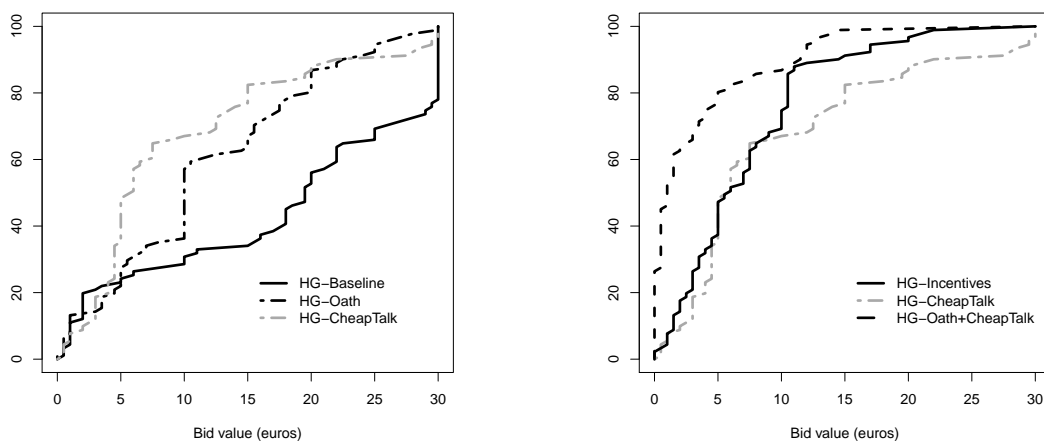 100
80
60
40
20
0
HG−Baseline
HG−Oath
HG−CheapTalk
0 5 10 15 20 25 30
Bid value (euros)
100
80
60
40
20
0
HG−Incentives
HG−CheapTalk
HG−Oath+CheapTalk
0 5 10 15 20 25 30
Bid value (euros)